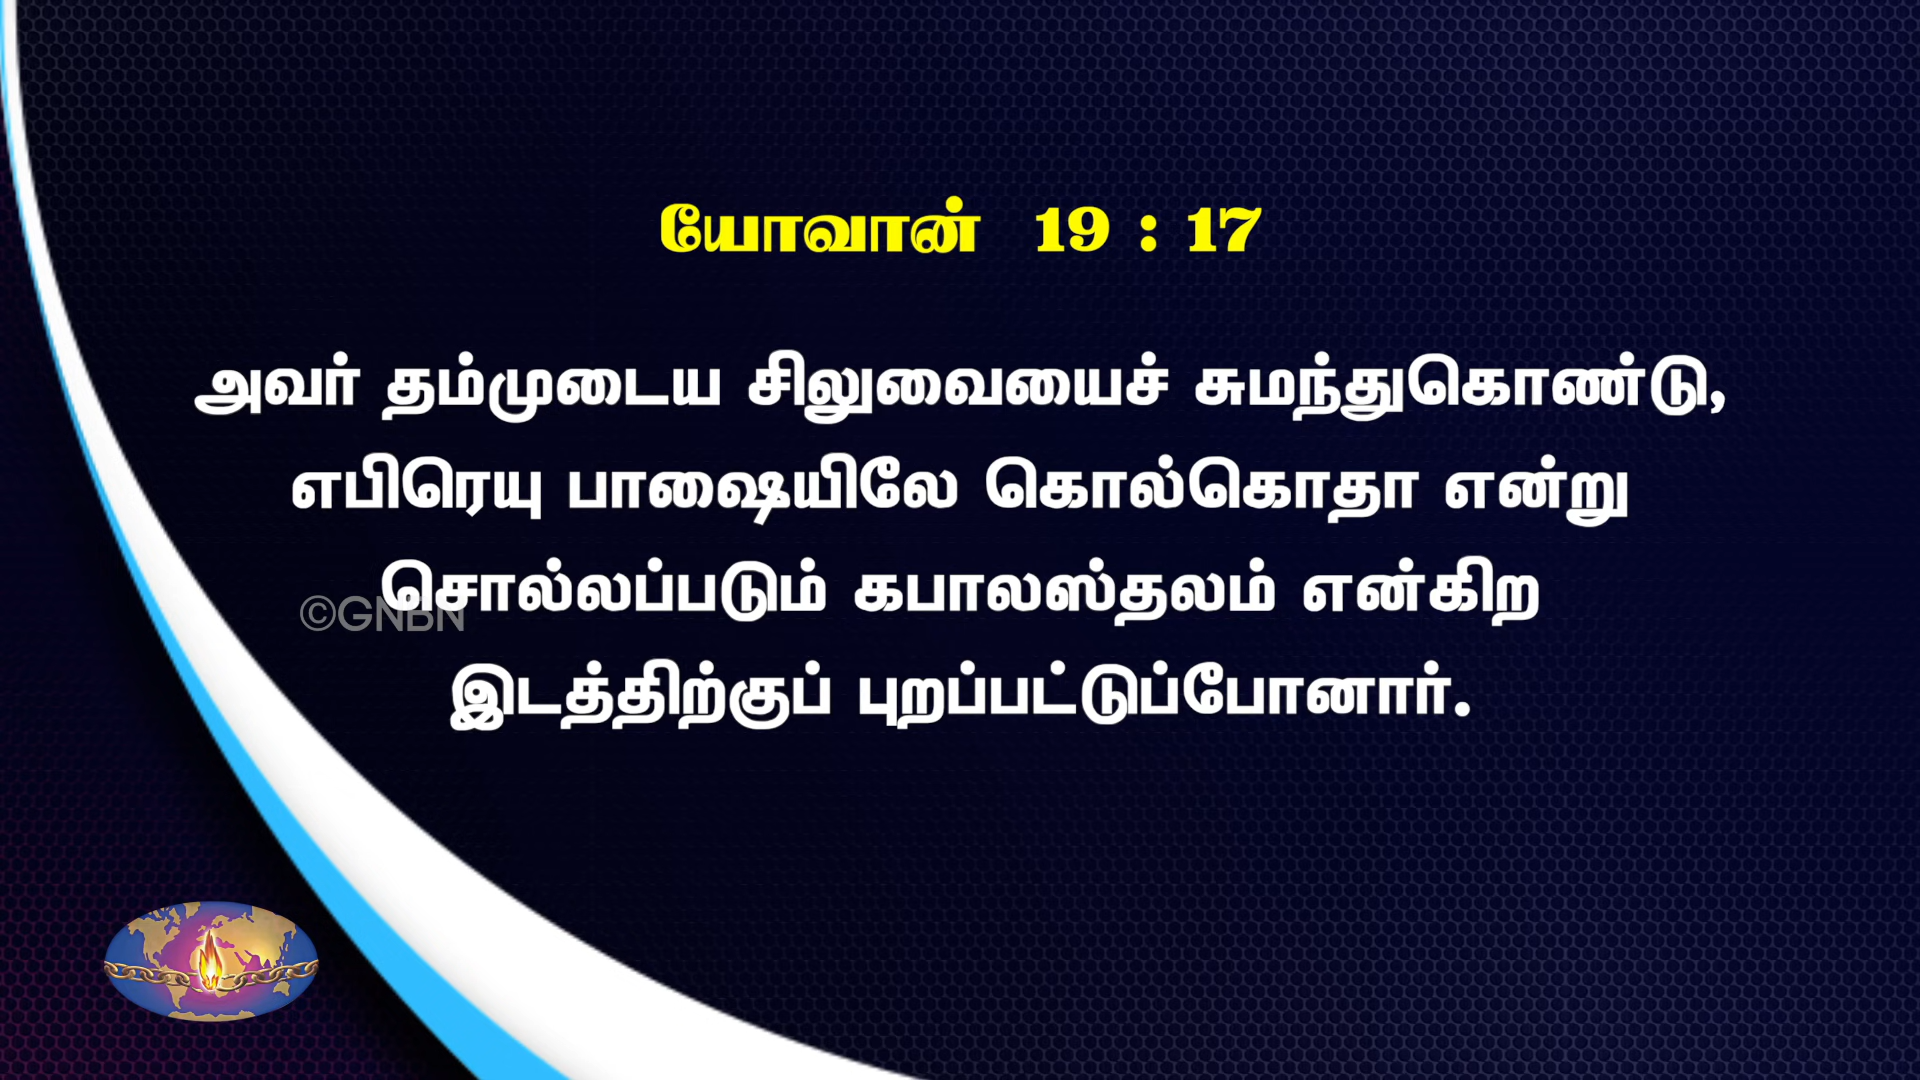 யோவான் 19 : 17
அவர் தம்முடைய சிலுவையைச் சுமந்துகொண்டு,
எபிரெயு பாஷையிலே கொல்கொதா என்று
சொல்லப்படும் கபாலஸ்தலம் என்கிற
©GNBN
இடத்திற்குப் புறப்பட்டுப்போனார்.